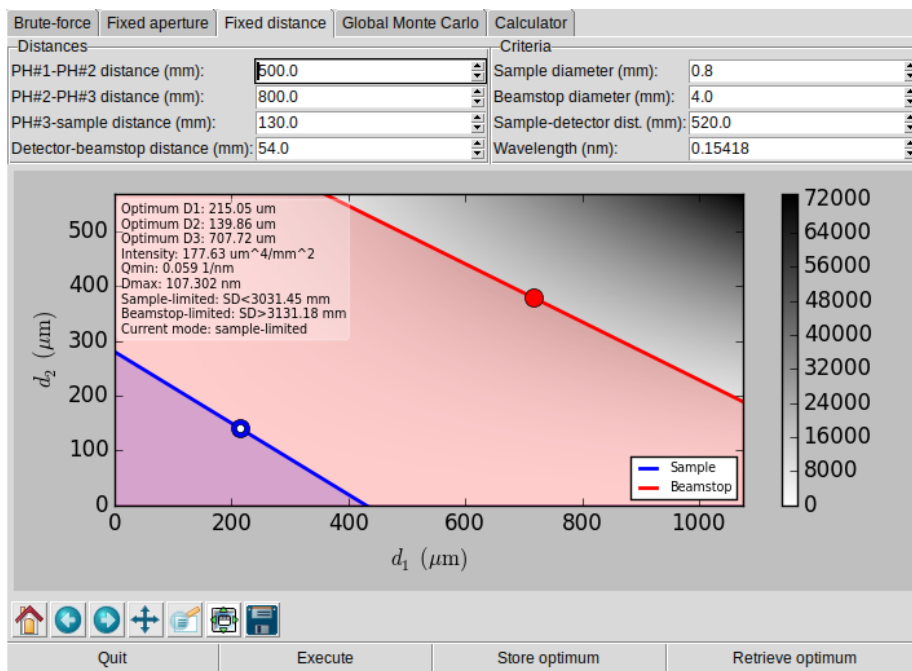 Brute-force Fixed aperture Fixed distance Global Monte Carlo Calculator
Distances
PH#1-PH#2 distance (mm): 500.0
PH#2-PH#3 distance (mm): 800.0
PH#3-sample distance (mm): 130.0
Detector-beamstop distance (mm): 54.0
Criteria
Sample diameter (mm): 0.8
Beamstop diameter (mm): 4.0
Sample-detector dist. (mm): 520.0
Wavelength (nm): 0.15418
Optimum D1: 215.05 um
Optimum D2: 139.86 um
Optimum D3: 707.72 um
Intensity: 177.63 um^4/mm^2
Qmin: 0.059 1/nm
Dmax: 107.302 nm
Sample-limited: SD<3031.45 mm
Beamstop-limited: SD>3131.18 mm
Current mode: sample-limited
500
400
300
200
100
0
d₂ (μm)
0 200 400 600 800 1000
d₁ (μm)
Sample
Beamstop
72000
64000
56000
48000
40000
32000
24000
16000
8000
0
Quit Execute Store optimum Retrieve optimum